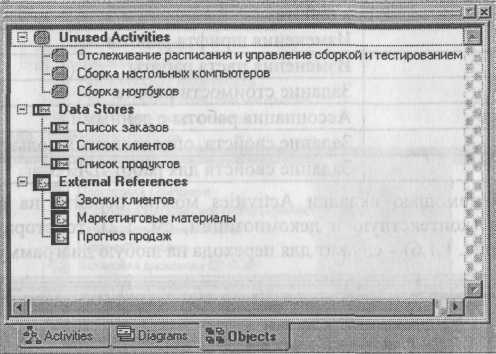 Unused Activities
Отслеживание расписания и управление сборкой и тестированием
Сборка настольных компьютеров
Сборка ноутбуков
Data Stores
Список заказов
Список клиентов
Список продуктов
External References
Звонки клиентов
Маркетинговые материалы
Прогноз продаж
Activities
Diagrams
Objects